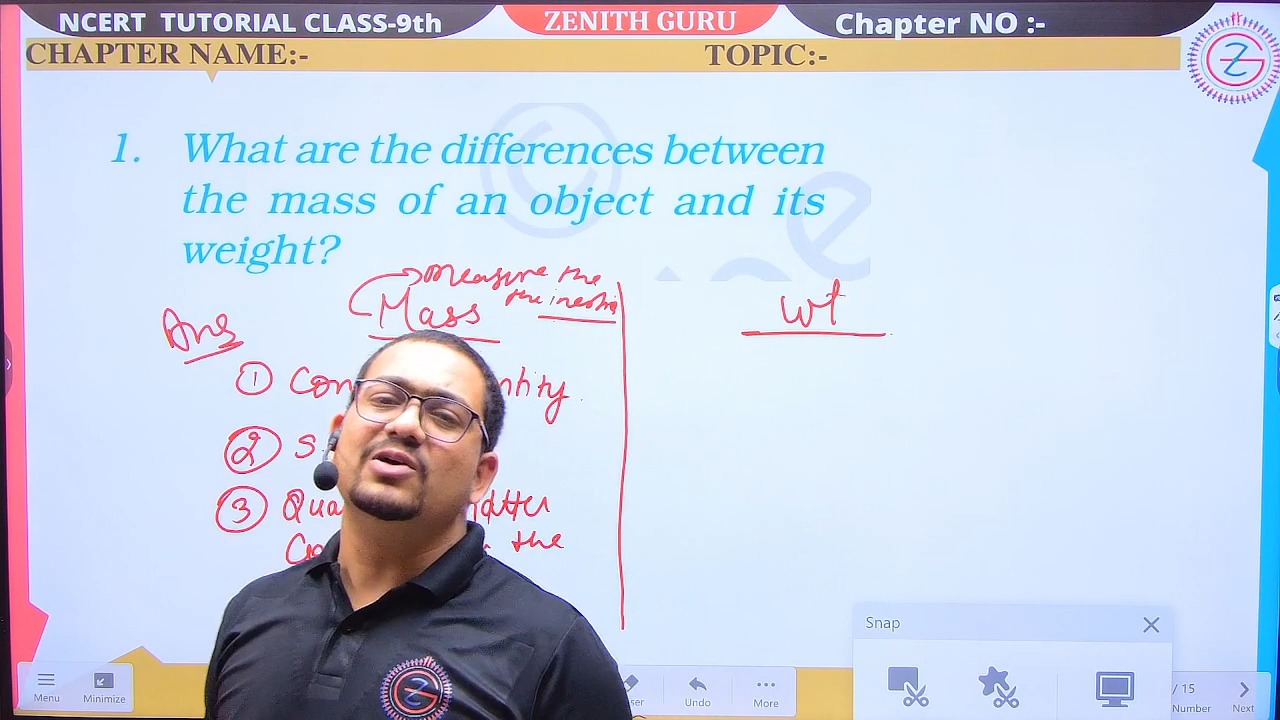 NCERT TUTORIAL CLASS-9th
ZENITH GURU
Chapter NO :-
CHAPTER NAME:-
TOPIC:-
1. What are the differences between
the mass of an object and its
weight?
Measure the
the inertia
Ans
Mass
wt
①
②
③
the
Snap
Menu
Minimize
Undo
More
/ 15
Number
Next